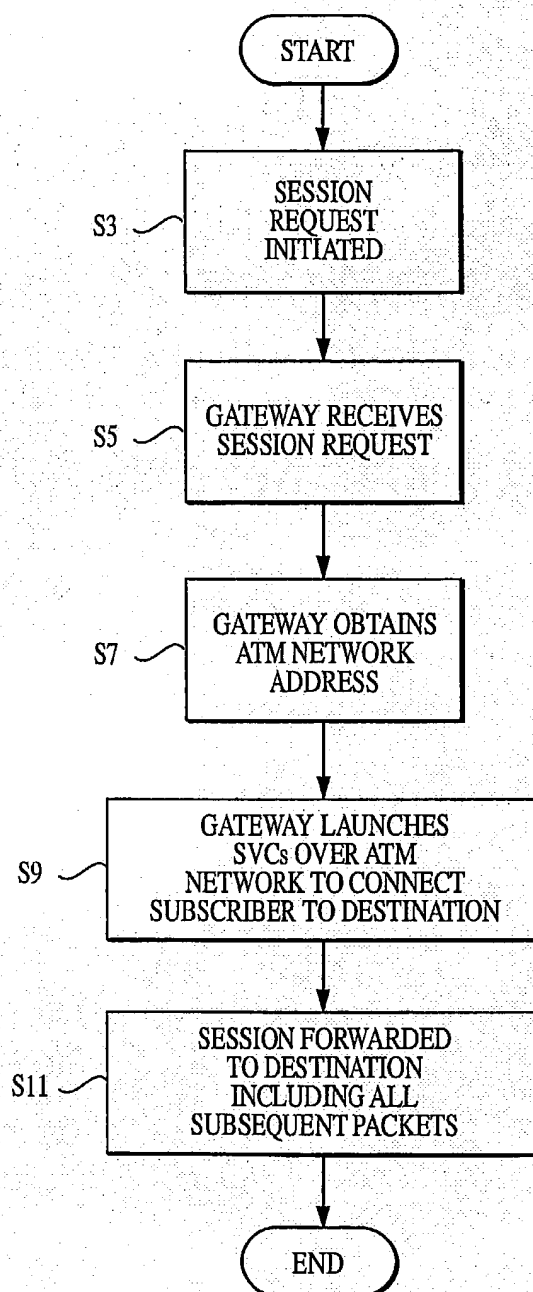 START
S3
SESSION
REQUEST
INITIATED
S5
GATEWAY RECEIVES
SESSION REQUEST
S7
GATEWAY OBTAINS
ATM NETWORK
ADDRESS
S9
GATEWAY LAUNCHES
SVCs OVER ATM
NETWORK TO CONNECT
SUBSCRIBER TO DESTINATION
S11
SESSION FORWARDED
TO DESTINATION
INCLUDING ALL
SUBSEQUENT PACKETS
END